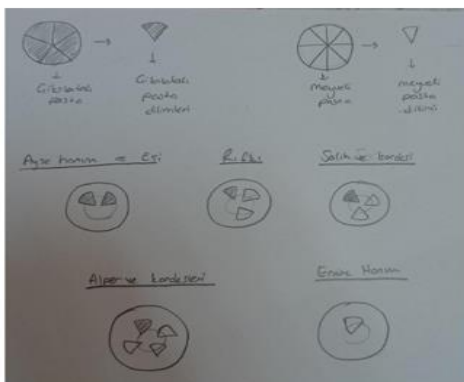 Çikolatalı
pasta
Çikolatalı
pasta
dilimleri
meyveli
pasta
meyveli
pasta
dilimi
Ayşe hanım ve Eşi
Rıfkı
Salih ve kardeşi
Alper ve kardeşleri
Emine Hanım